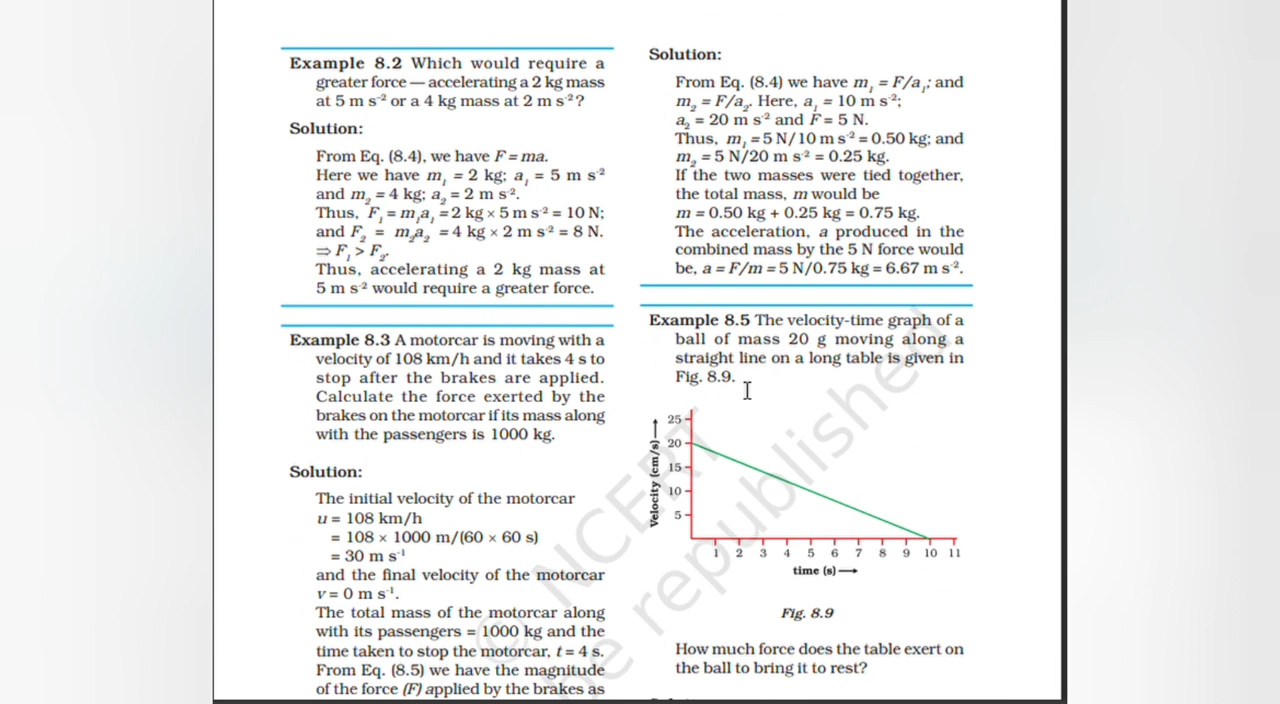 Example 8.2 Which would require a
greater force — accelerating a 2 kg mass
at 5 m s⁻² or a 4 kg mass at 2 m s⁻²?
Solution:
From Eq. (8.4), we have F = ma.
Here we have m₁ = 2 kg; a₁ = 5 m s⁻²
and m₂ = 4 kg; a₂ = 2 m s⁻².
Thus, F₁ = m₁a₁ = 2 kg × 5 m s⁻² = 10 N;
and F₂ = m₂a₂ = 4 kg × 2 m s⁻² = 8 N.
⇒ F₁ > F₂.
Thus, accelerating a 2 kg mass at
5 m s⁻² would require a greater force.
Example 8.3 A motorcar is moving with a
velocity of 108 km/h and it takes 4 s to
stop after the brakes are applied.
Calculate the force exerted by the
brakes on the motorcar if its mass along
with the passengers is 1000 kg.
Solution:
The initial velocity of the motorcar
u = 108 km/h
= 108 × 1000 m/(60 × 60 s)
= 30 m s⁻¹
and the final velocity of the motorcar
v = 0 m s⁻¹.
The total mass of the motorcar along
with its passengers = 1000 kg and the
time taken to stop the motorcar, t = 4 s.
From Eq. (8.5) we have the magnitude
of the force (F) applied by the brakes as
Solution:
From Eq. (8.4) we have m₁ = F/a₁; and
m₂ = F/a₂. Here, a₁ = 10 m s⁻²;
a₂ = 20 m s⁻² and F = 5 N.
Thus, m₁ = 5 N/10 m s⁻² = 0.50 kg; and
m₂ = 5 N/20 m s⁻² = 0.25 kg.
If the two masses were tied together,
the total mass, m would be
m = 0.50 kg + 0.25 kg = 0.75 kg.
The acceleration, a produced in the
combined mass by the 5 N force would
be, a = F/m = 5 N/0.75 kg = 6.67 m s⁻².
Example 8.5 The velocity-time graph of a
ball of mass 20 g moving along a
straight line on a long table is given in
Fig. 8.9.
Velocity (cm/s)→
25
20
15
10
5
1 2 3 4 5 6 7 8 9 10 11
time (s)→
Fig. 8.9
How much force does the table exert on
the ball to bring it to rest?
© NCERT
be republished